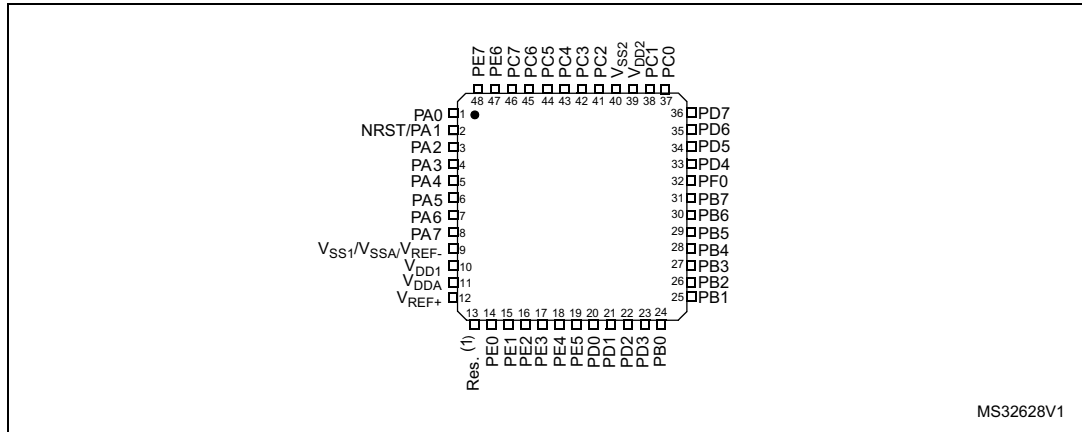 PE7
PE6
PC7
PC6
PC5
PC4
PC3
PC2
VSS2
VDD2
PC1
PC0
48 47 46 45 44 43 42 41 40 39 38 37
PA0 1
NRST/PA1 2
PA2 3
PA3 4
PA4 5
PA5 6
PA6 7
PA7 8
VSS1/VSSA/VREF- 9
VDD1 10
VDDA 11
VREF+ 12
36 PD7
35 PD6
34 PD5
33 PD4
32 PF0
31 PB7
30 PB6
29 PB5
28 PB4
27 PB3
26 PB2
25 PB1
13 14 15 16 17 18 19 20 21 22 23 24
Res. (1)
PE0
PE1
PE2
PE3
PE4
PE5
PD0
PD1
PD2
PD3
PB0
MS32628V1